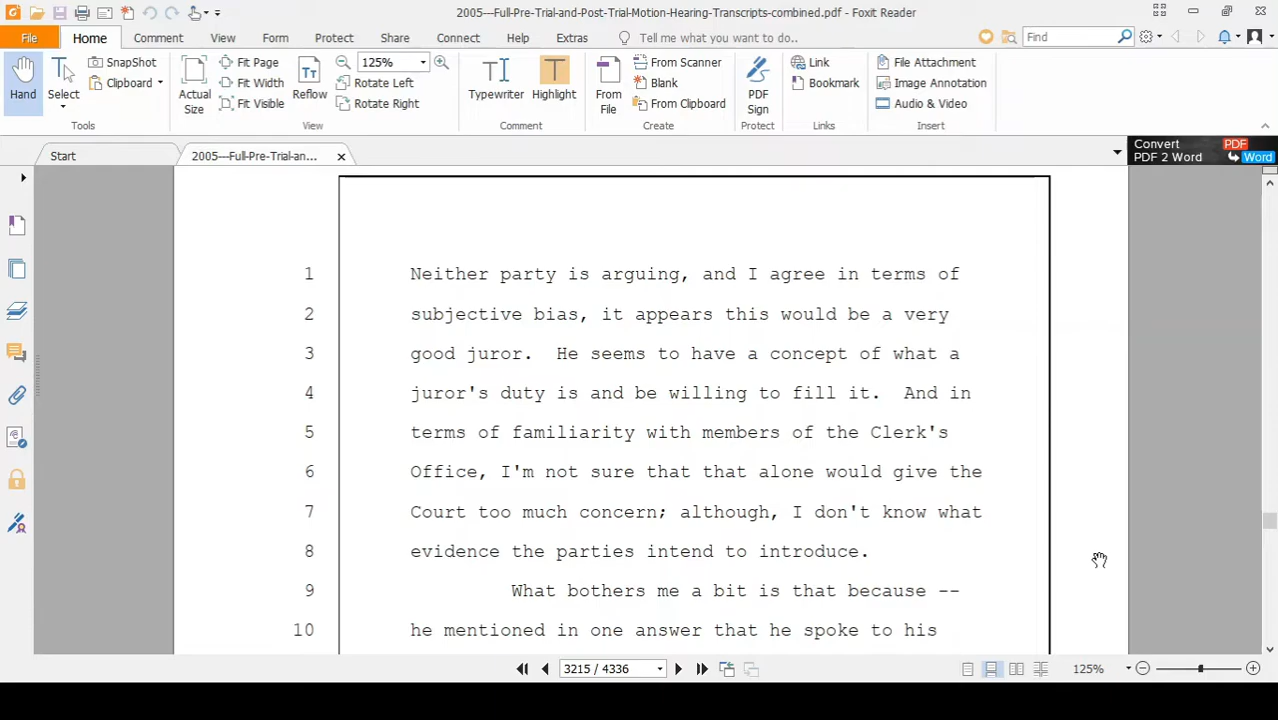 2005---Full-Pre-Trial-and-Post-Trial-Motion-Hearing-Transcripts-combined.pdf - Foxit Reader
File Home Comment View Form Protect Share Connect Help Extras Tell me what you want to do.. Find
Hand
Select
SnapShot
Clipboard
Tools
Actual Size
Fit Page
Fit Width
Fit Visible
Reflow
125%
Rotate Left
Rotate Right
View
Typewriter
Highlight
Comment
From File
From Scanner
Blank
From Clipboard
Create
PDF Sign
Protect
Link
Bookmark
Links
File Attachment
Image Annotation
Audio & Video
Insert
Start
2005---Full-Pre-Trial-an...
Convert PDF
PDF 2 Word Word
1 Neither party is arguing, and I agree in terms of
2 subjective bias, it appears this would be a very
3 good juror. He seems to have a concept of what a
4 juror's duty is and be willing to fill it. And in
5 terms of familiarity with members of the Clerk's
6 Office, I'm not sure that that alone would give the
7 Court too much concern; although, I don't know what
8 evidence the parties intend to introduce.
9 What bothers me a bit is that because --
10 he mentioned in one answer that he spoke to his
3215 / 4336
125%